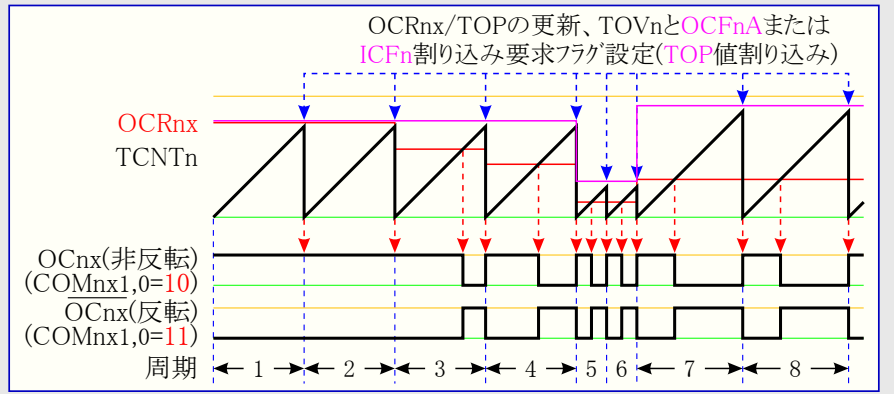 OCRnx/TOPの更新、TOVnとOCFnAまたは
ICFn割り込み要求フラグ設定(TOP値割り込み)
OCRnx
TCNTn
OCnx(非反転)
(COMnx1,0=10)
OCnx(反転)
(COMnx1,0=11)
周期 1 2 3 4 5 6 7 8